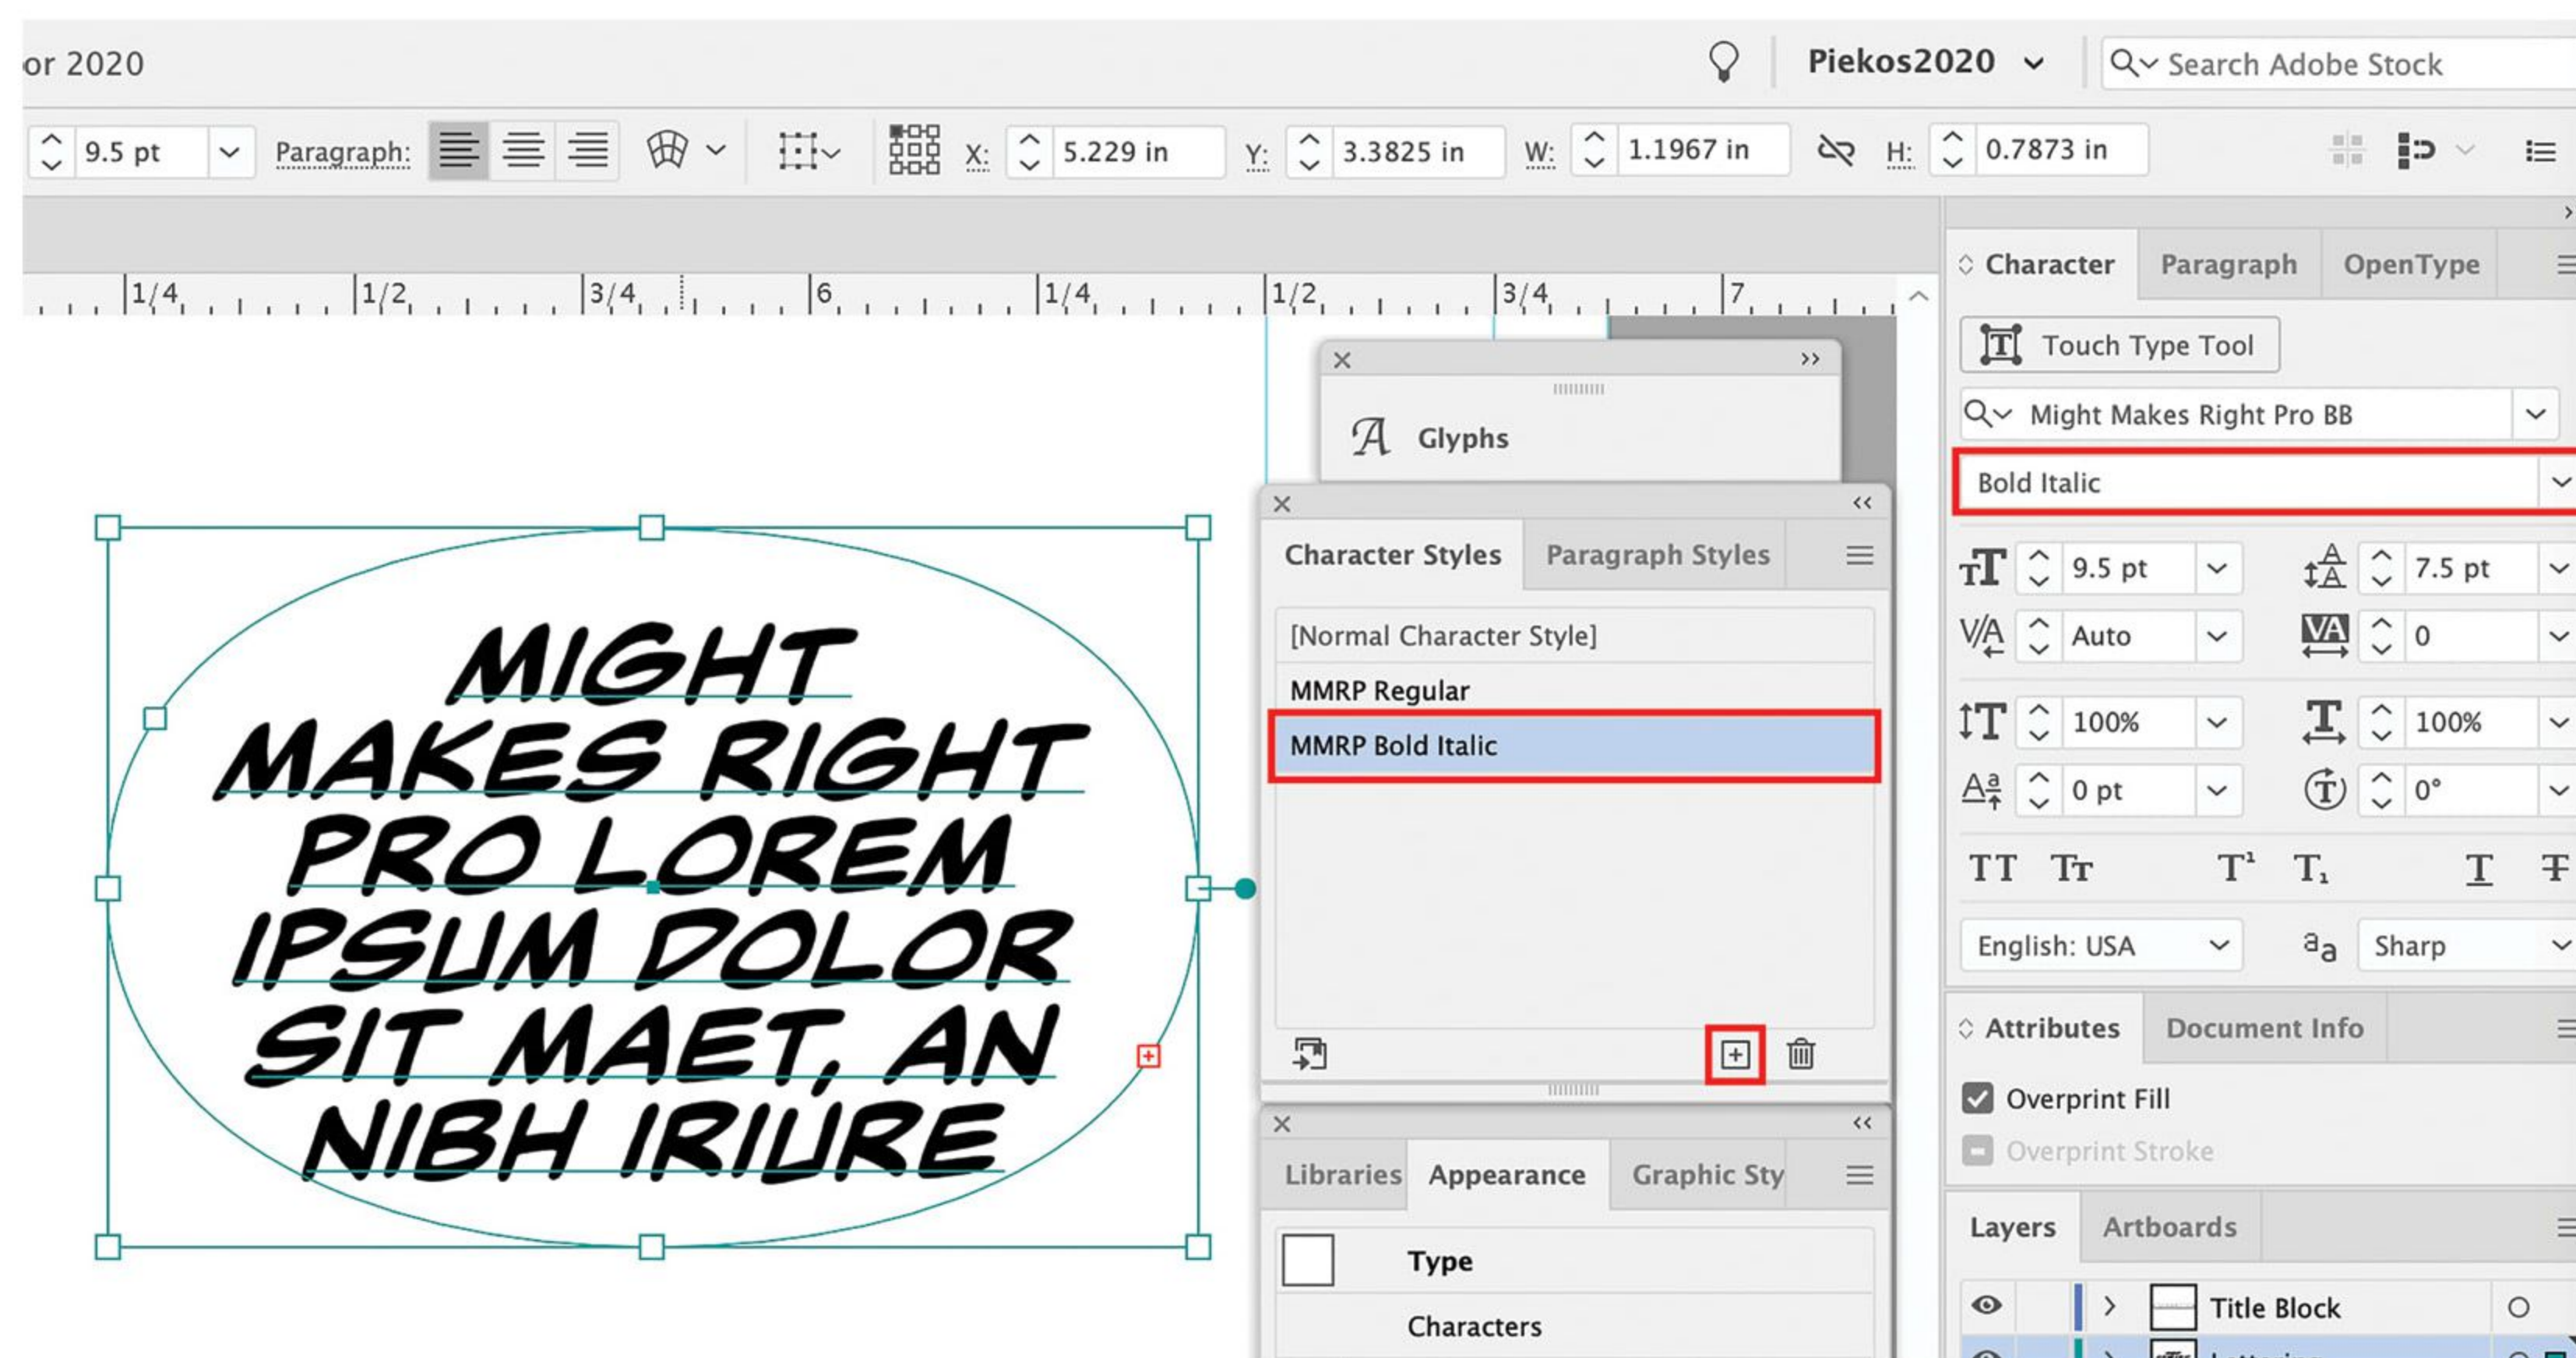 or 2020
Piekos2020
Search Adobe Stock
9.5 pt
Paragraph:
X: 5.229 in
Y: 3.3825 in
W: 1.1967 in
H: 0.7873 in
1/4 1/2 3/4 6 1/4 1/2 3/4 7
MIGHT
MAKES RIGHT
PRO LOREM
IPSUM DOLOR
SIT MAET, AN
NIBH IRIURE
Glyphs
Character Styles Paragraph Styles
[Normal Character Style]
MMRP Regular
MMRP Bold Italic
Libraries Appearance Graphic Sty
Type
Characters
Character Paragraph OpenType
Touch Type Tool
Might Makes Right Pro BB
Bold Italic
9.5 pt 7.5 pt
Auto 0
100% 100%
0 pt 0°
English: USA Sharp
Attributes Document Info
Overprint Fill
Overprint Stroke
Layers Artboards
Title Block